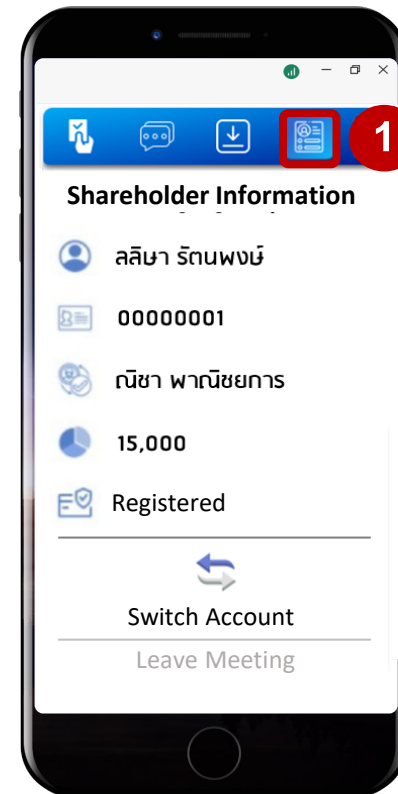 1
Shareholder Information
ลลิษา รัตนพงษ์
00000001
ณิชา พาณิชยการ
15,000
Registered
Switch Account
Leave Meeting